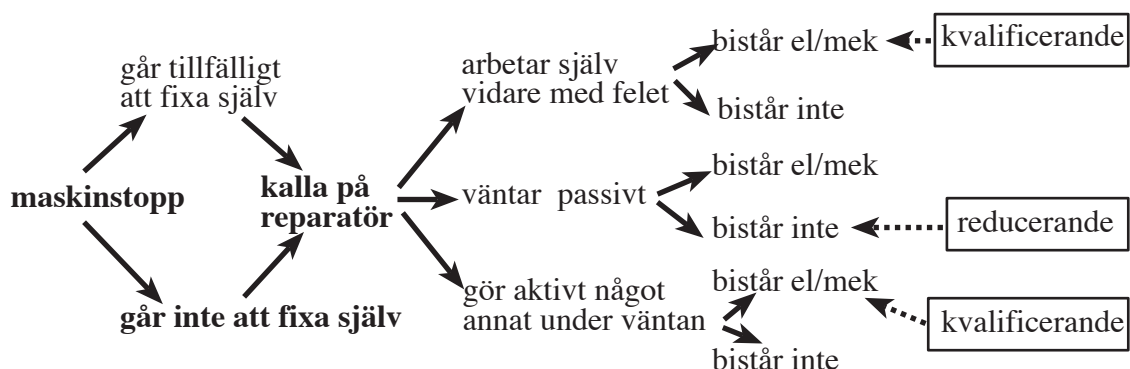 går tillfälligt
att fixa själv
maskinstopp
går inte att fixa själv
kalla på
reparatör
arbetar själv
vidare med felet
väntar passivt
gör aktivt något
annat under väntan
bistår el/mek
bistår inte
bistår el/mek
bistår inte
bistår el/mek
bistår inte
kvalificerande
reducerande
kvalificerande